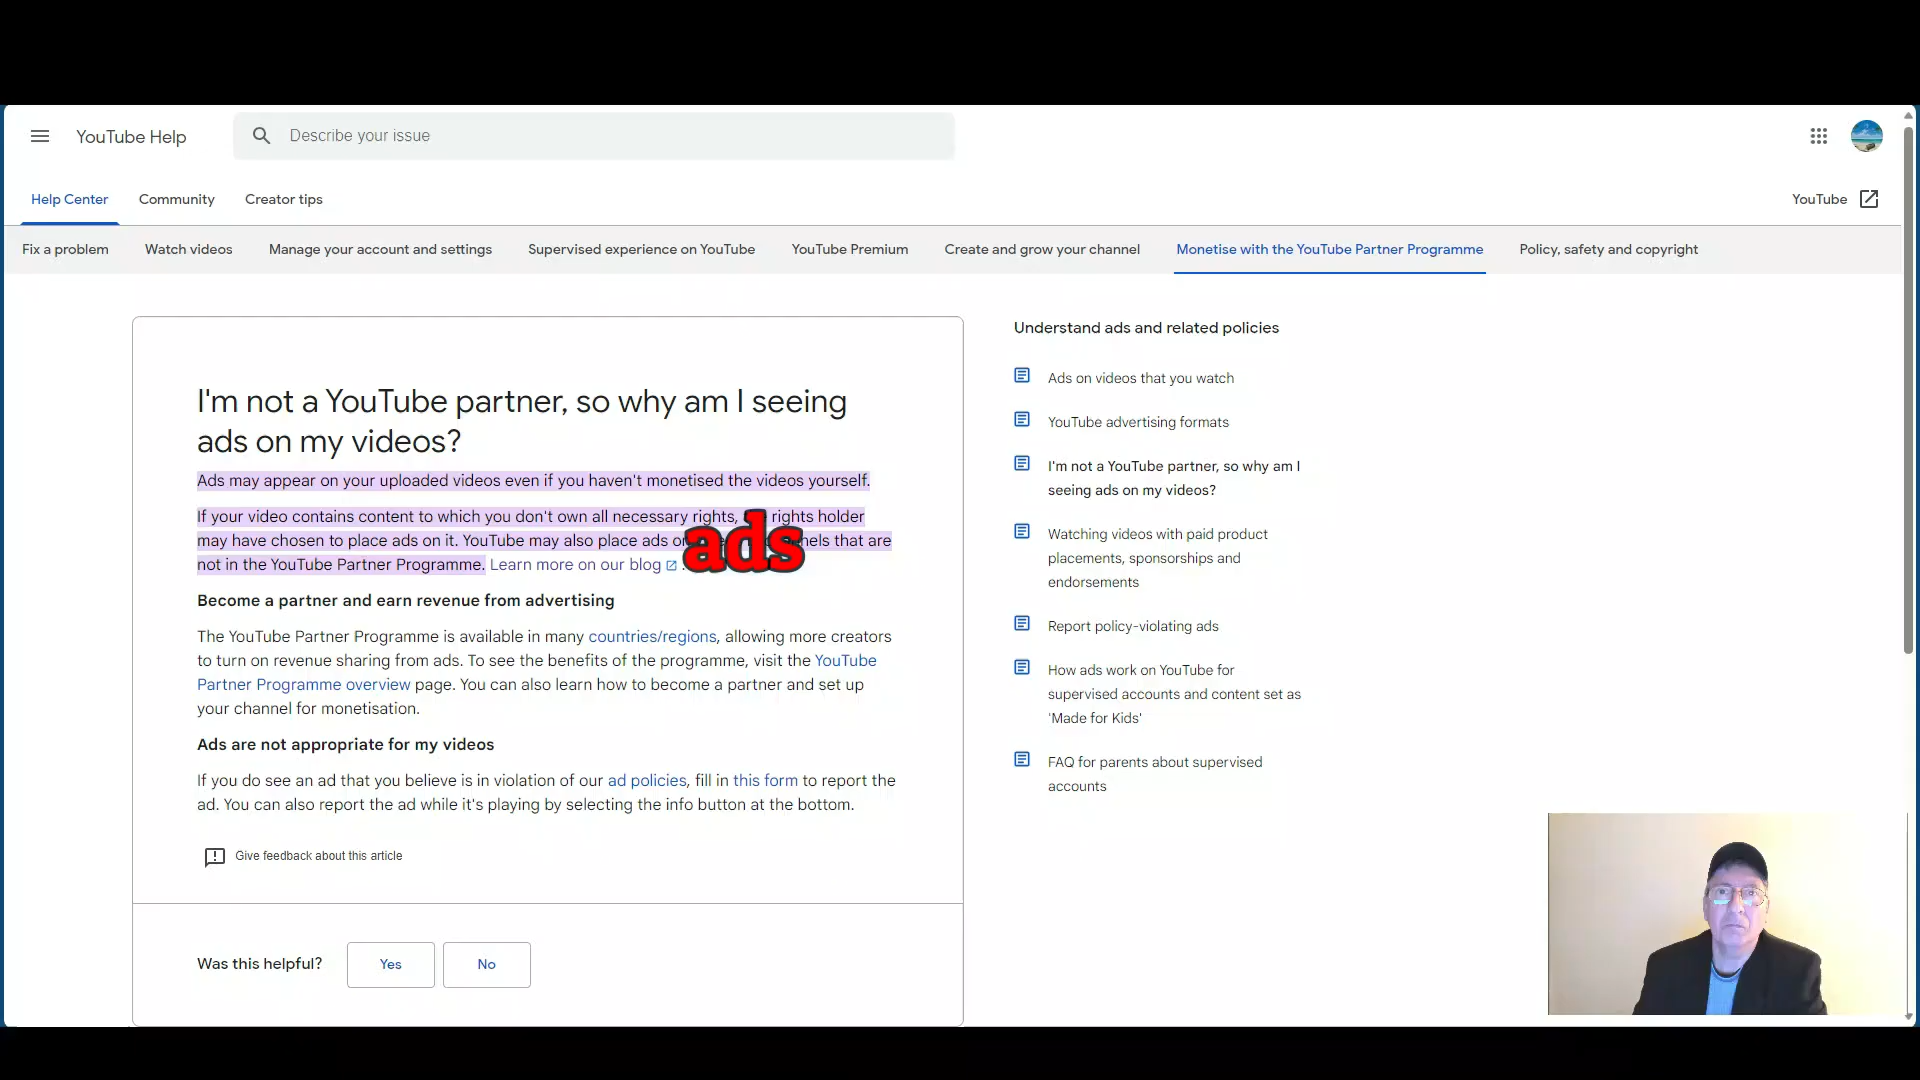 YouTube Help
Describe your issue
Help Center
Community
Creator tips
YouTube
Fix a problem
Watch videos
Manage your account and settings
Supervised experience on YouTube
YouTube Premium
Create and grow your channel
Monetise with the YouTube Partner Programme
Policy, safety and copyright
I'm not a YouTube partner, so why am I seeing
ads on my videos?
Ads may appear on your uploaded videos even if you haven't monetised the videos yourself.
If your video contains content to which you don't own all necessary rights, rights holder
may have chosen to place ads on it. YouTube may also place ads that are
not in the YouTube Partner Programme. Learn more on our blog .
ads
Become a partner and earn revenue from advertising
The YouTube Partner Programme is available in many countries/regions, allowing more creators
to turn on revenue sharing from ads. To see the benefits of the programme, visit the YouTube
Partner Programme overview page. You can also learn how to become a partner and set up
your channel for monetisation.
Ads are not appropriate for my videos
If you do see an ad that you believe is in violation of our ad policies, fill in this form to report the
ad. You can also report the ad while it's playing by selecting the info button at the bottom.
Give feedback about this article
Was this helpful?
Yes
No
Understand ads and related policies
Ads on videos that you watch
YouTube advertising formats
I'm not a YouTube partner, so why am I
seeing ads on my videos?
Watching videos with paid product
placements, sponsorships and
endorsements
Report policy-violating ads
How ads work on YouTube for
supervised accounts and content set as
'Made for Kids'
FAQ for parents about supervised
accounts